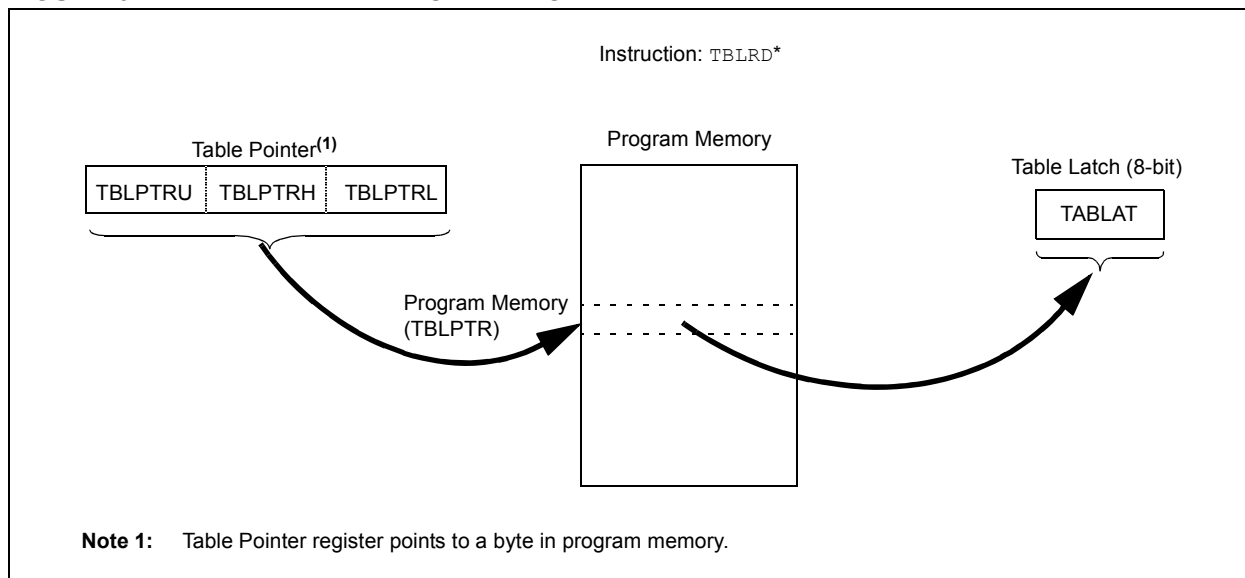 Instruction: TBLRD*
Table Pointer(1)
TBLPTRU TBLPTRH TBLPTRL
Program Memory
Table Latch (8-bit)
TABLAT
Program Memory
(TBLPTR)
Note 1: Table Pointer register points to a byte in program memory.